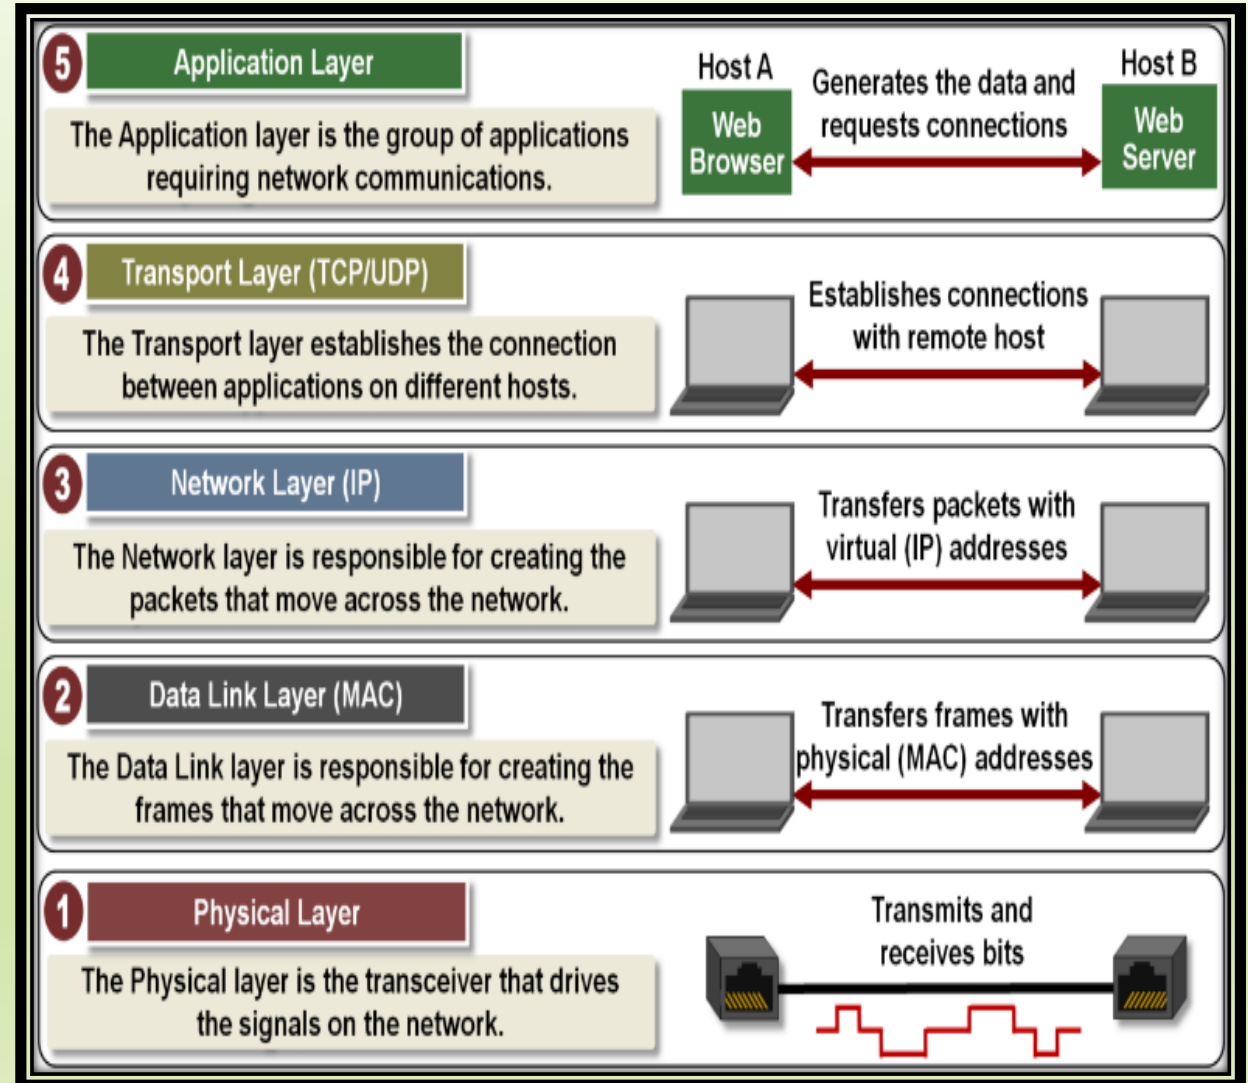 5
Application Layer
The Application layer is the group of applications
requiring network communications.
Host A
Web
Browser
Generates the data and
requests connections
Host B
Web
Server
4
Transport Layer (TCP/UDP)
The Transport layer establishes the connection
between applications on different hosts.
Establishes connections
with remote host
3
Network Layer (IP)
The Network layer is responsible for creating the
packets that move across the network.
Transfers packets with
virtual (IP) addresses
2
Data Link Layer (MAC)
The Data Link layer is responsible for creating the
frames that move across the network.
Transfers frames with
physical (MAC) addresses
1
Physical Layer
The Physical layer is the transceiver that drives
the signals on the network.
Transmits and
receives bits